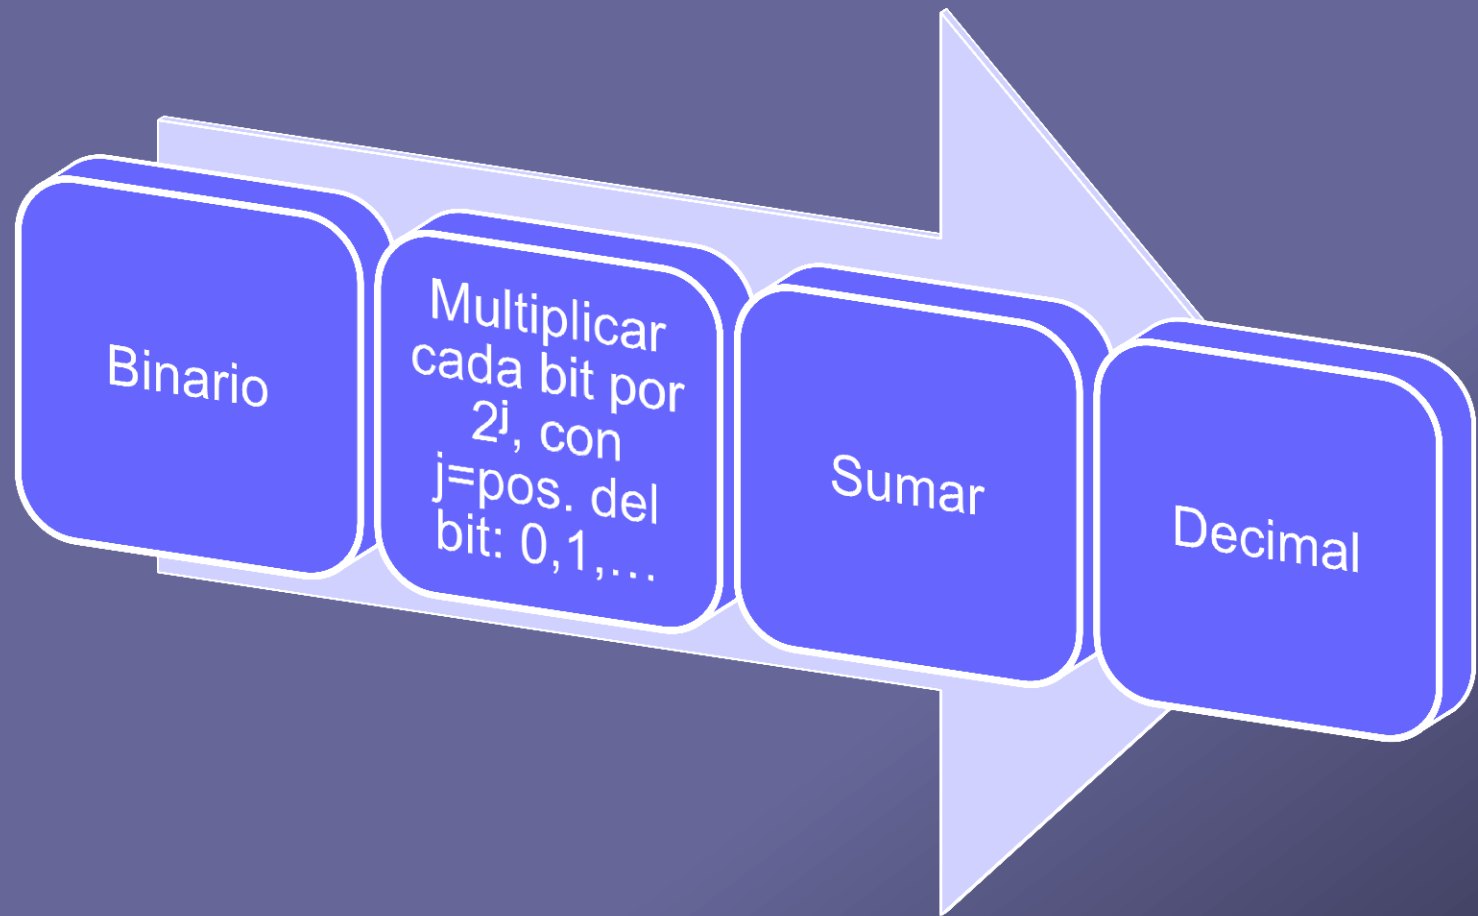 Binario
Multiplicar
cada bit por
2ʲ, con
j=pos. del
bit: 0,1,…
Sumar
Decimal